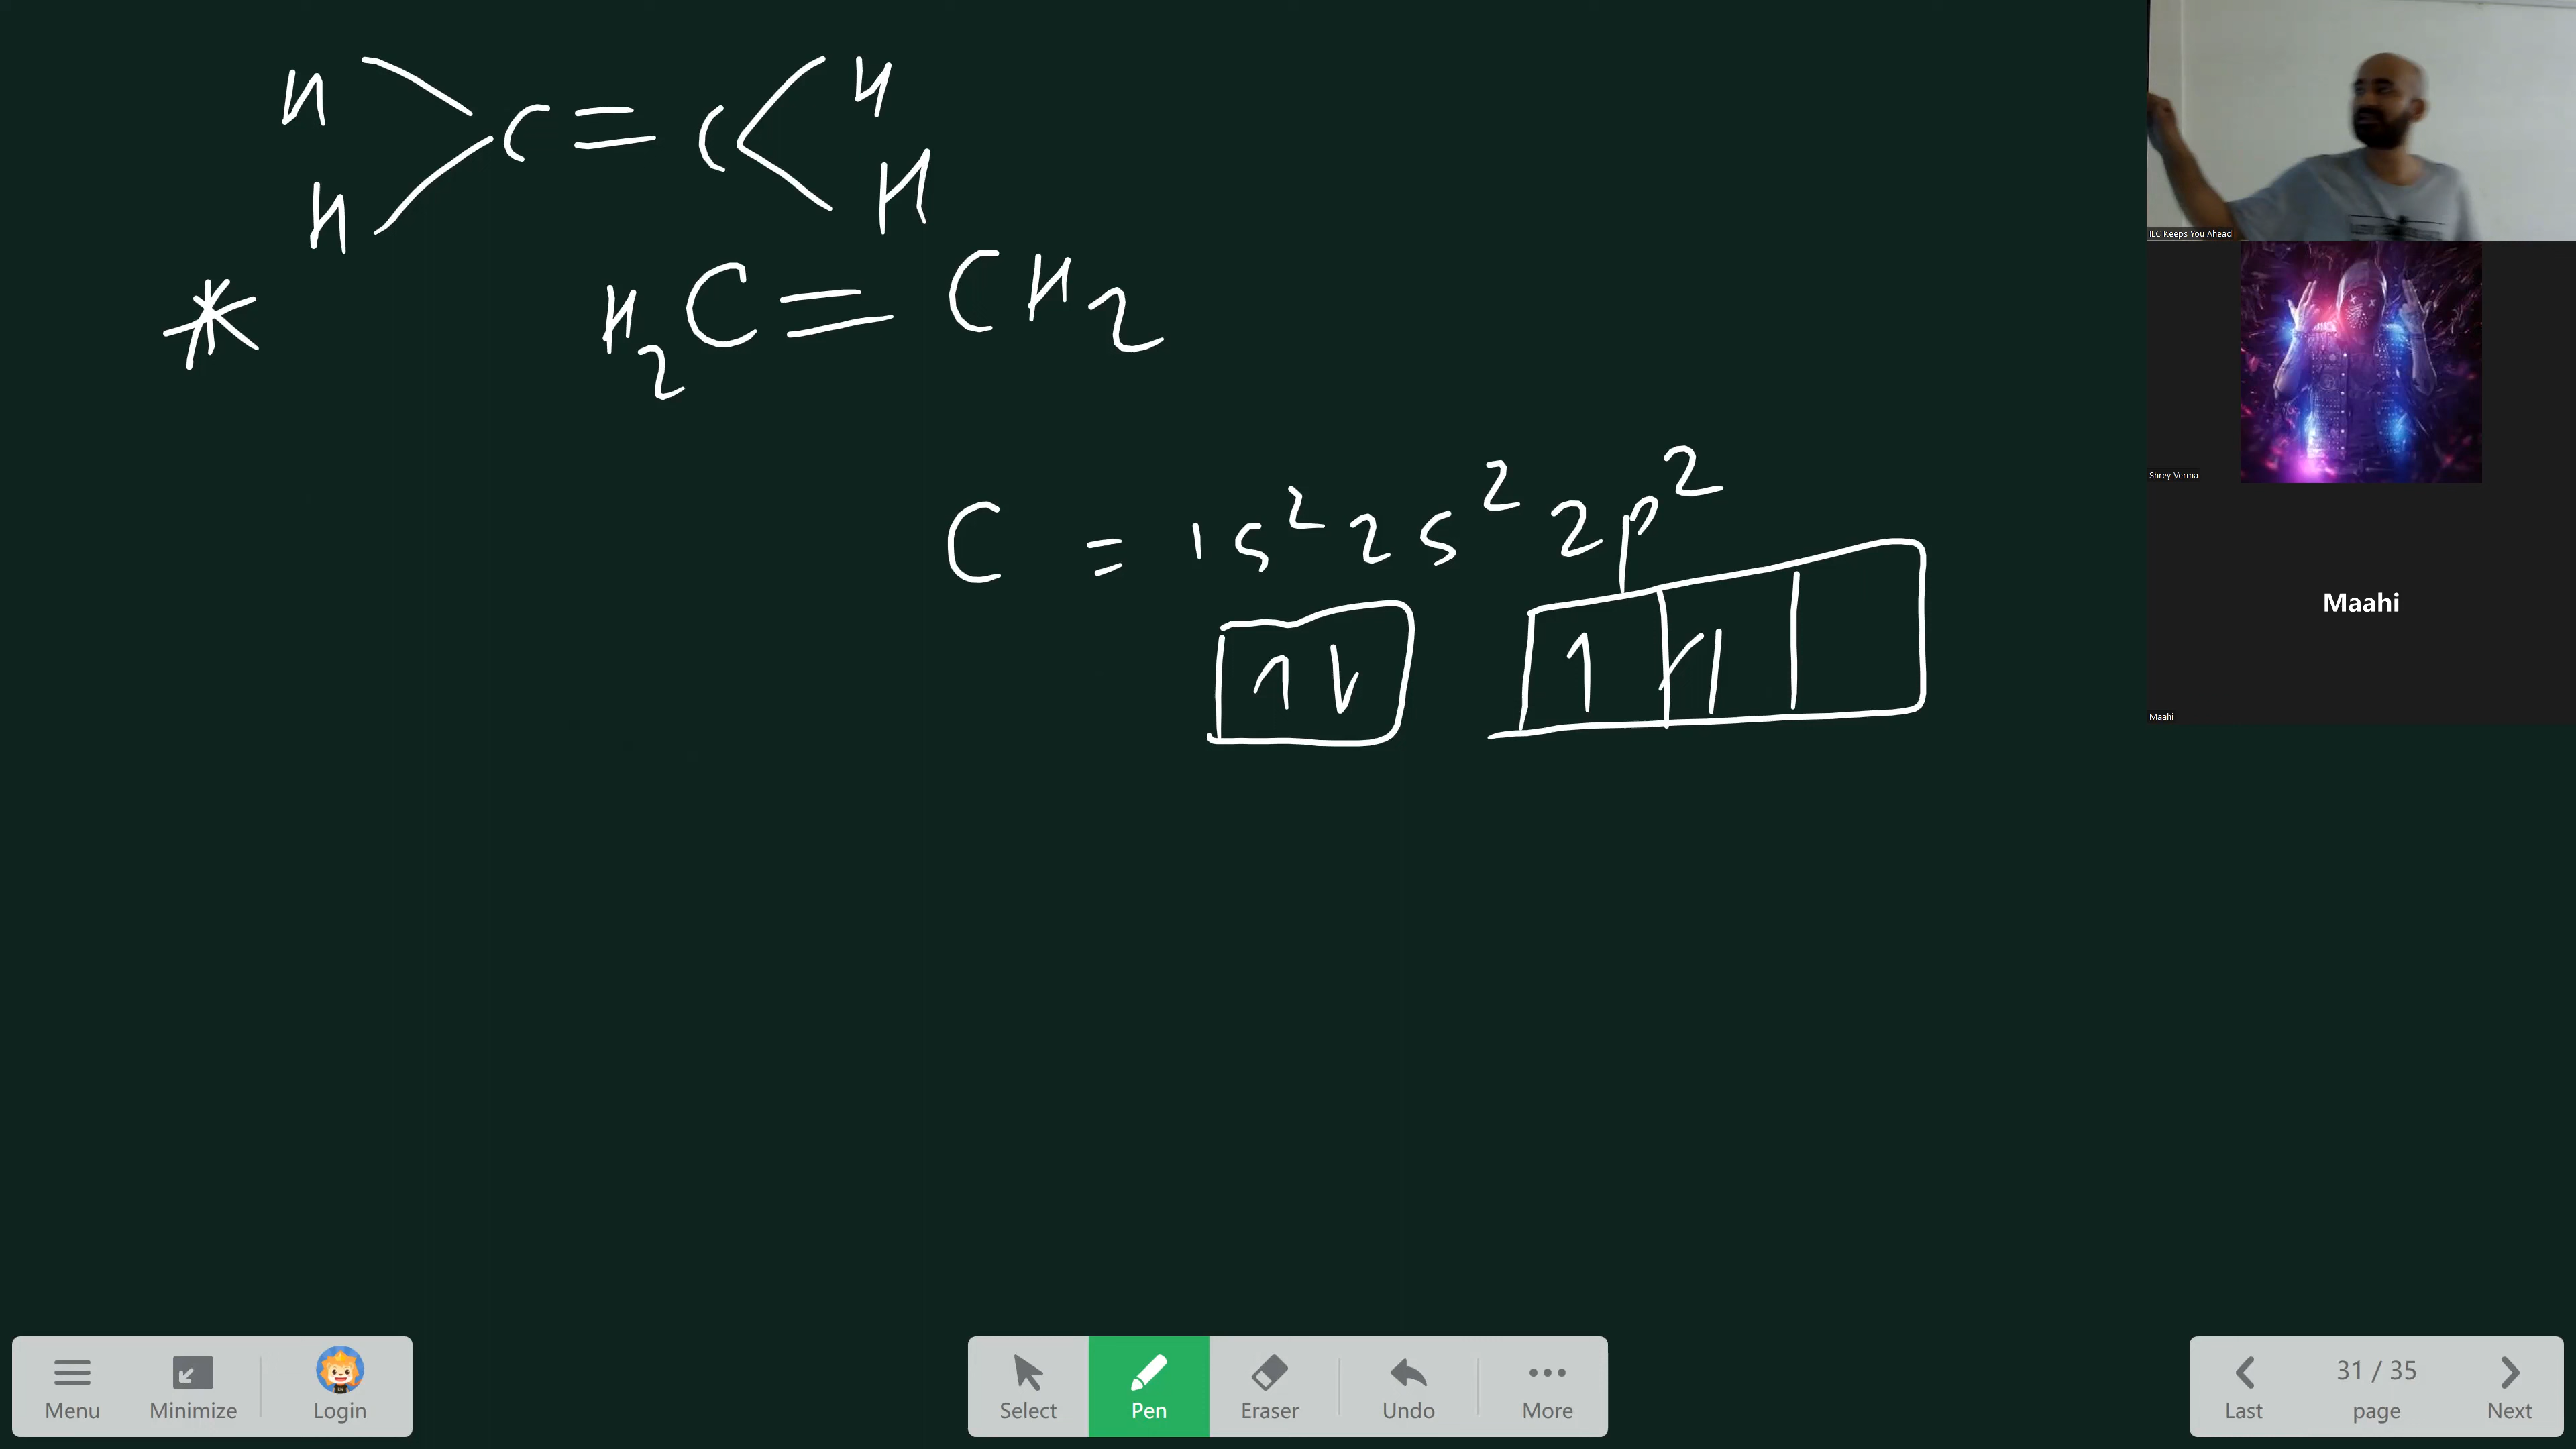 H H
C = C
H H
* H₂C = CH₂
C = 1s² 2s² 2p²
↑ ↓ ↑ ↑
ILC Keeps You Ahead
Shrey Verma
Maahi
Maahi
Menu Minimize Login
Select Pen Eraser Undo More
31 / 35
Last page Next